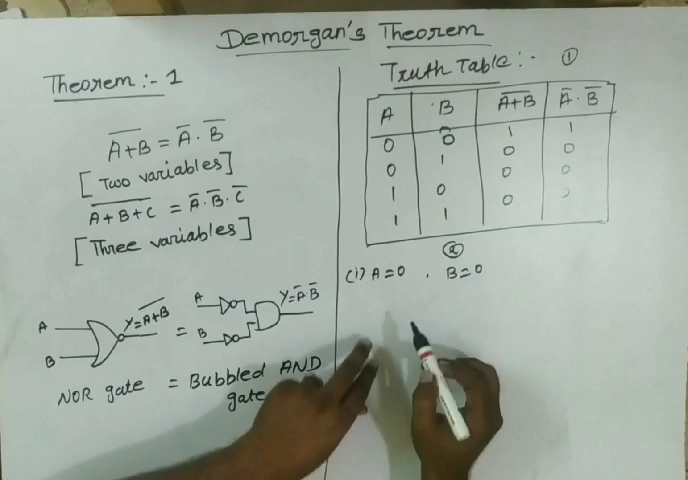 Demorgan's Theorem
Theorem :- 1
A̅+̅B̅ = A̅ . B̅
[Two variables]
A̅+̅B̅+̅C̅ = A̅.B̅.C̅
[Three variables]
A
B
Y=A̅+̅B̅
=
A
B
Y=A̅ B̅
NOR gate = Bubbled AND
gate
Truth Table :- ①
A B A̅+̅B̅ A̅ . B̅
0 0 1 1
0 1 0 0
1 0 0 0
1 1 0
②
(i) A=0 , B=0